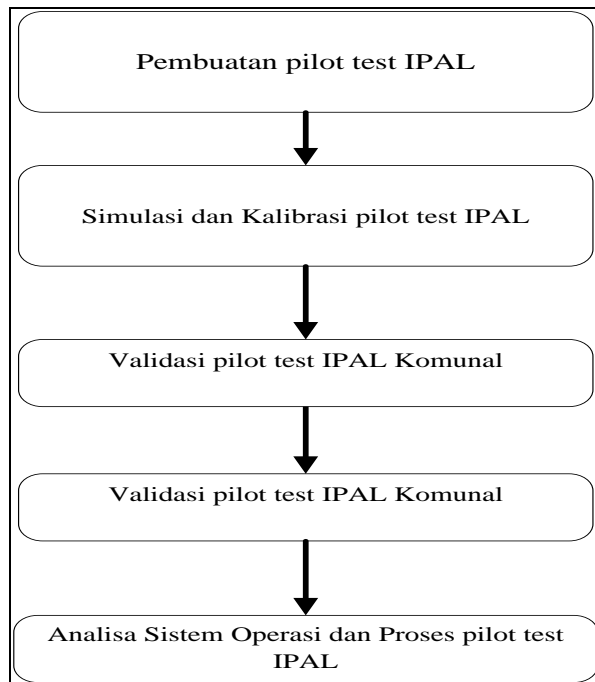 Pembuatan pilot test IPAL
Simulasi dan Kalibrasi pilot test IPAL
Validasi pilot test IPAL Komunal
Validasi pilot test IPAL Komunal
Analisa Sistem Operasi dan Proses pilot test
IPAL